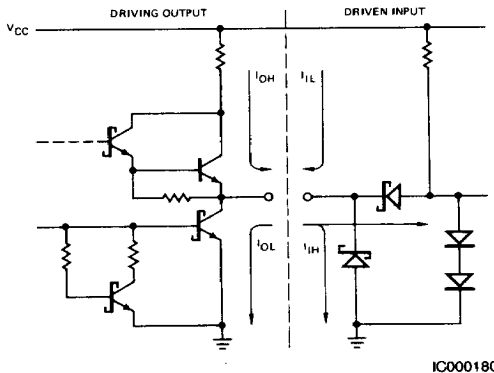 DRIVING OUTPUT
DRIVEN INPUT
VCC
IOH
IIL
IOL
IIH
IC000180